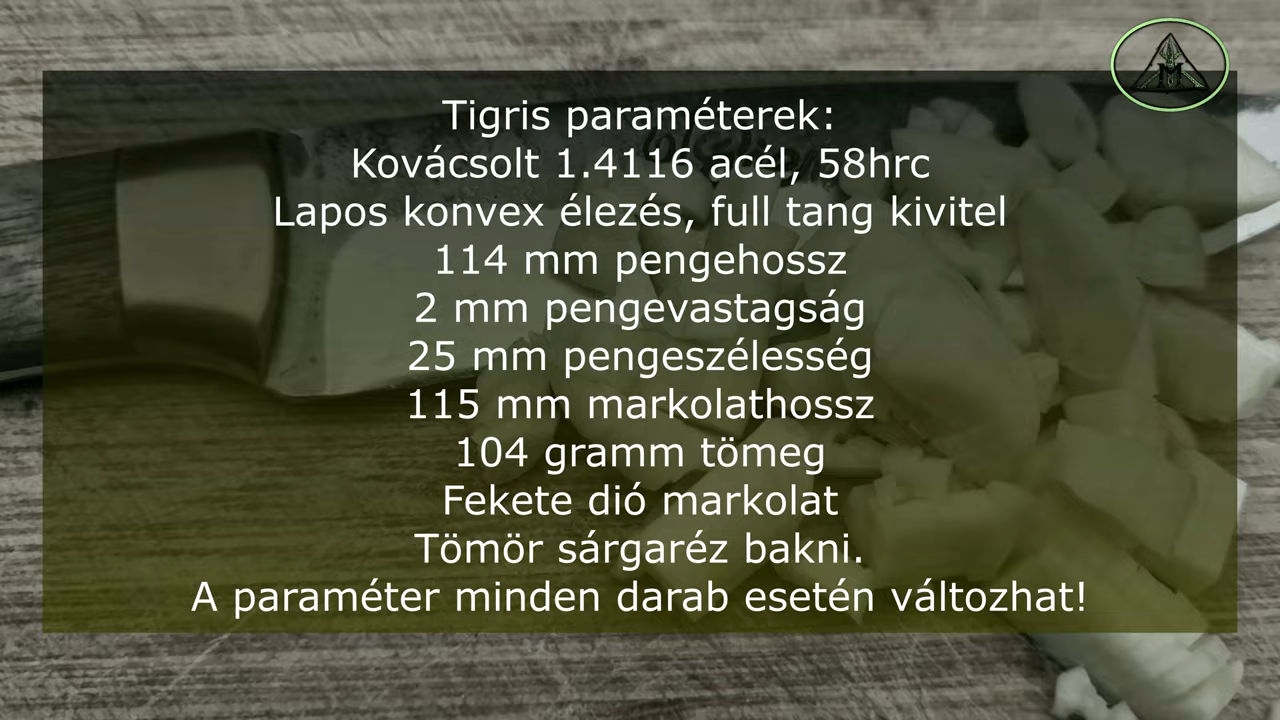 Tigris paraméterek:
Kovácsolt 1.4116 acél, 58hrc
Lapos konvex élezés, full tang kivitel
114 mm pengehossz
2 mm pengevastagság
25 mm pengeszélesség
115 mm markolathossz
104 gramm tömeg
Fekete dió markolat
Tömör sárgaréz bakni.
A paraméter minden darab esetén változhat!